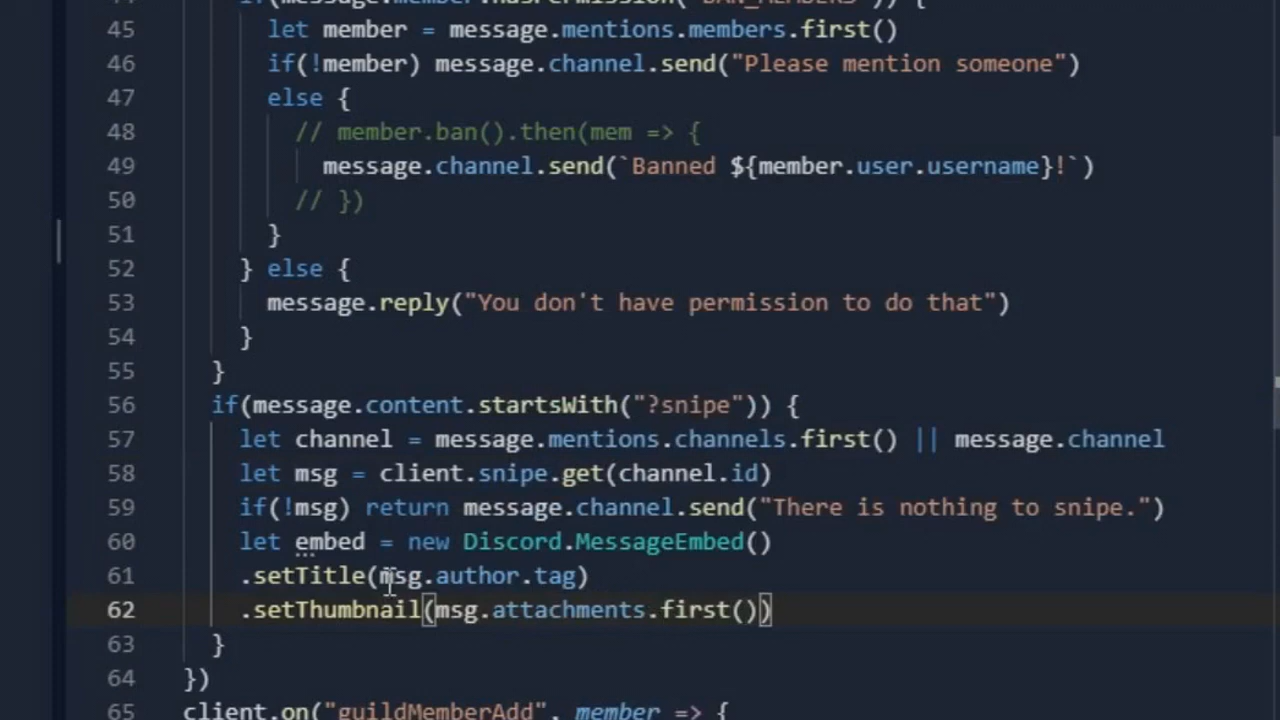 45 let member = message.mentions.members.first()
46 if(!member) message.channel.send("Please mention someone")
47 else {
48 // member.ban().then(mem => {
49 message.channel.send(`Banned ${member.user.username}!`)
50 // })
51 }
52 } else {
53 message.reply("You don't have permission to do that")
54 }
55 }
56 if(message.content.startsWith("?snipe")) {
57 let channel = message.mentions.channels.first() || message.channel
58 let msg = client.snipe.get(channel.id)
59 if(!msg) return message.channel.send("There is nothing to snipe.")
60 let embed = new Discord.MessageEmbed()
61 .setTitle(msg.author.tag)
62 .setThumbnail(msg.attachments.first())
63 }
64 })
65 client.on("guildMemberAdd", member => {